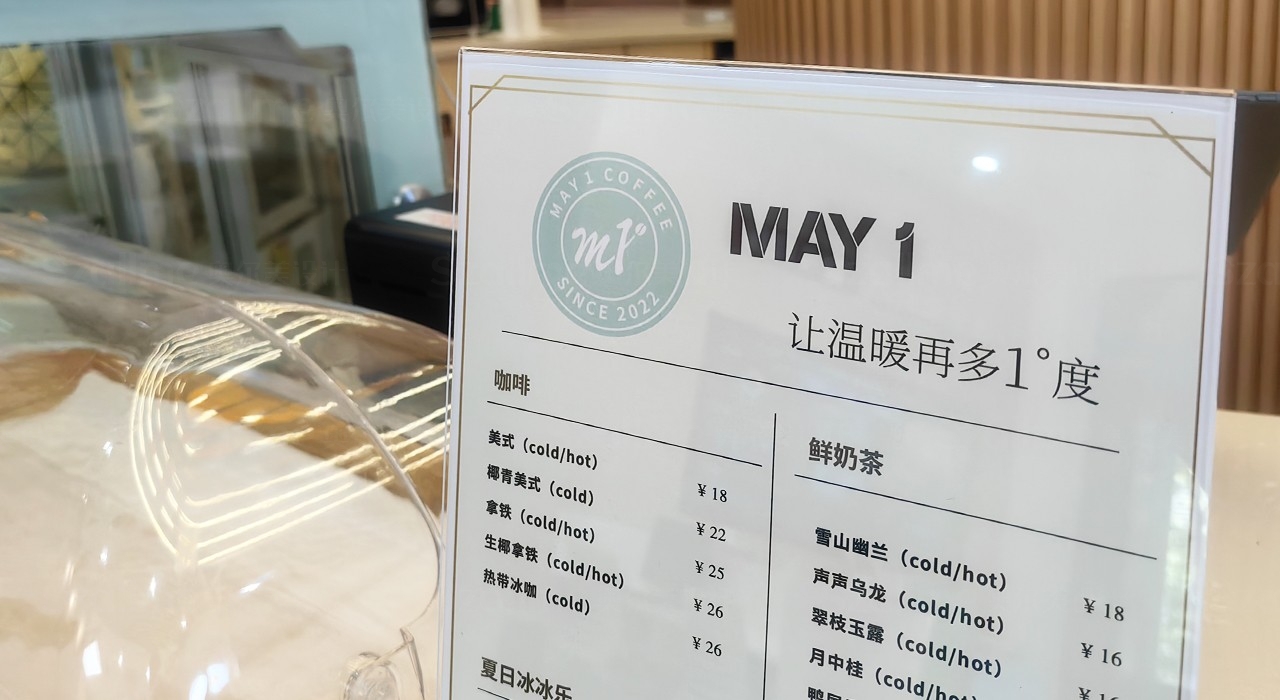 MAY 1 COFFEE
m1°
SINCE 2022
MAY 1
让温暖再多1°度
咖啡
美式（cold/hot） ¥ 18
椰青美式（cold） ¥ 22
拿铁（cold/hot） ¥ 25
生椰拿铁（cold/hot） ¥ 26
热带冰咖（cold） ¥ 26
夏日冰冰乐
鲜奶茶
雪山幽兰（cold/hot） ¥ 18
声声乌龙（cold/hot） ¥ 16
翠枝玉露（cold/hot） ¥ 16
月中桂（cold/hot）